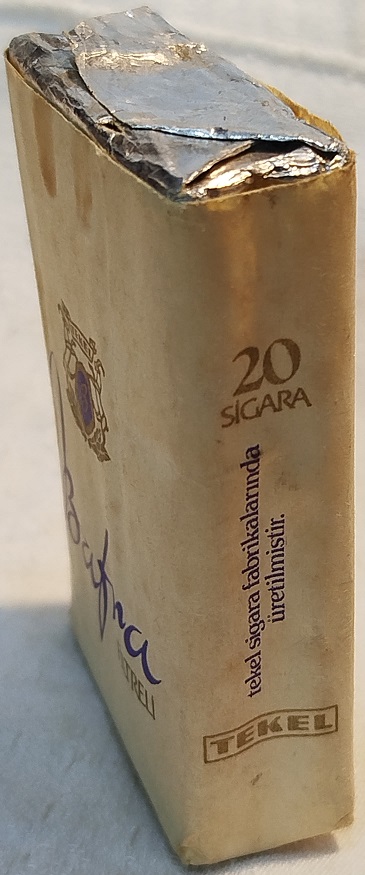 Bafra
FİLTRELİ
20
SİGARA
tekel sigara fabrikalarında
üretilmiştir.
TEKEL